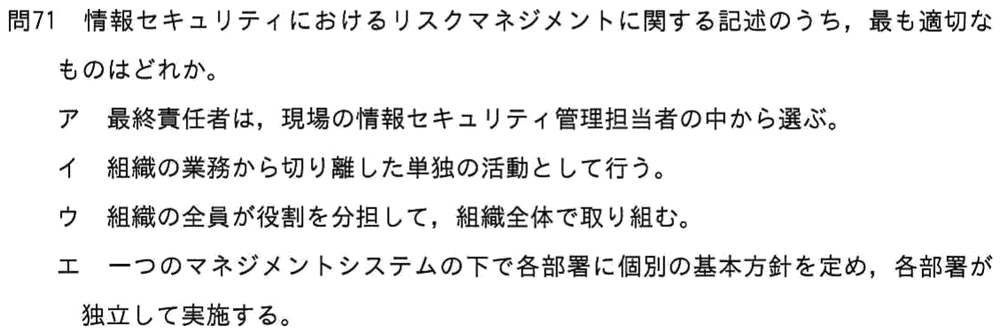 問71　情報セキュリティにおけるリスクマネジメントに関する記述のうち，最も適切な
ものはどれか。
ア　最終責任者は，現場の情報セキュリティ管理担当者の中から選ぶ。
イ　組織の業務から切り離した単独の活動として行う。
ウ　組織の全員が役割を分担して，組織全体で取り組む。
エ　一つのマネジメントシステムの下で各部署に個別の基本方針を定め，各部署が
独立して実施する。